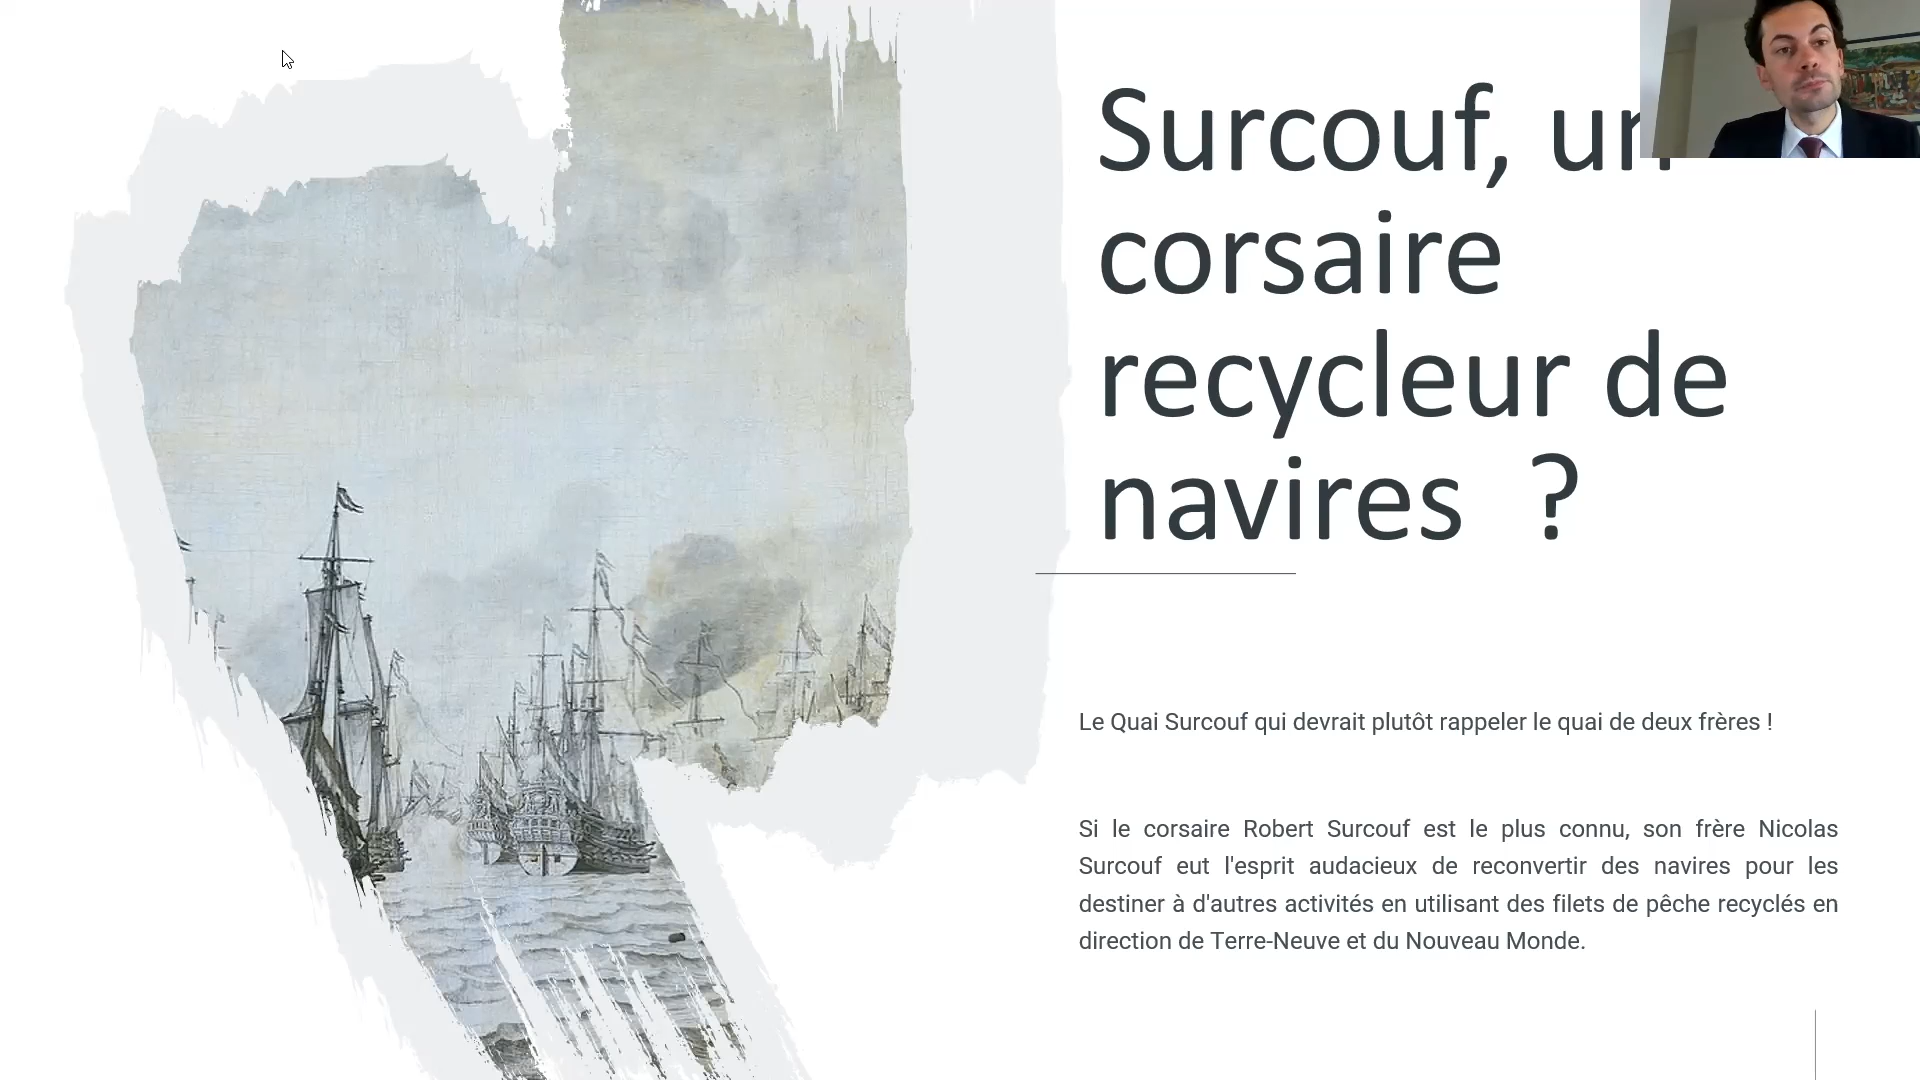 Surcouf, un
corsaire
recycleur de
navires ?
Le Quai Surcouf qui devrait plutôt rappeler le quai de deux frères !
Si le corsaire Robert Surcouf est le plus connu, son frère Nicolas
Surcouf eut l'esprit audacieux de reconvertir des navires pour les
destiner à d'autres activités en utilisant des filets de pêche recyclés en
direction de Terre-Neuve et du Nouveau Monde.